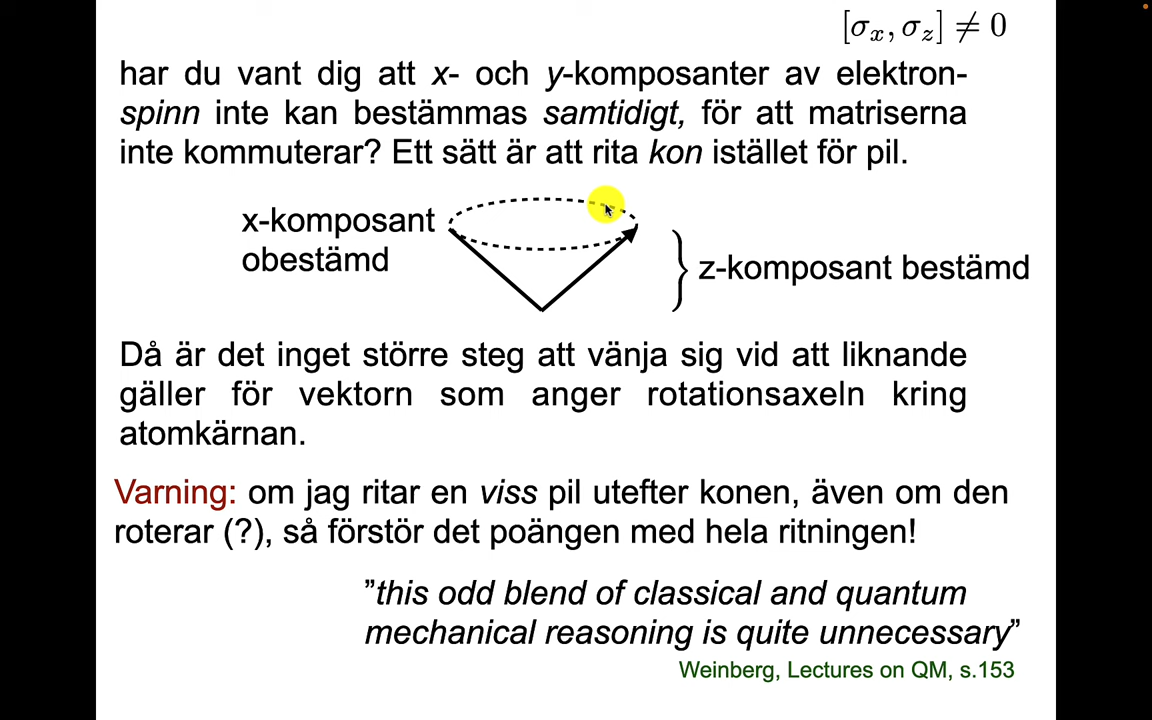 [σₓ, σ_z] ≠ 0
har du vant dig att x- och y-komposanter av elektron-
spinn inte kan bestämmas samtidigt, för att matriserna
inte kommuterar? Ett sätt är att rita kon istället för pil.
x-komposant
obestämd
z-komposant bestämd
Då är det inget större steg att vänja sig vid att liknande
gäller för vektorn som anger rotationsaxeln kring
atomkärnan.
Varning: om jag ritar en viss pil utefter konen, även om den
roterar (?), så förstör det poängen med hela ritningen!
”this odd blend of classical and quantum
mechanical reasoning is quite unnecessary”
Weinberg, Lectures on QM, s.153